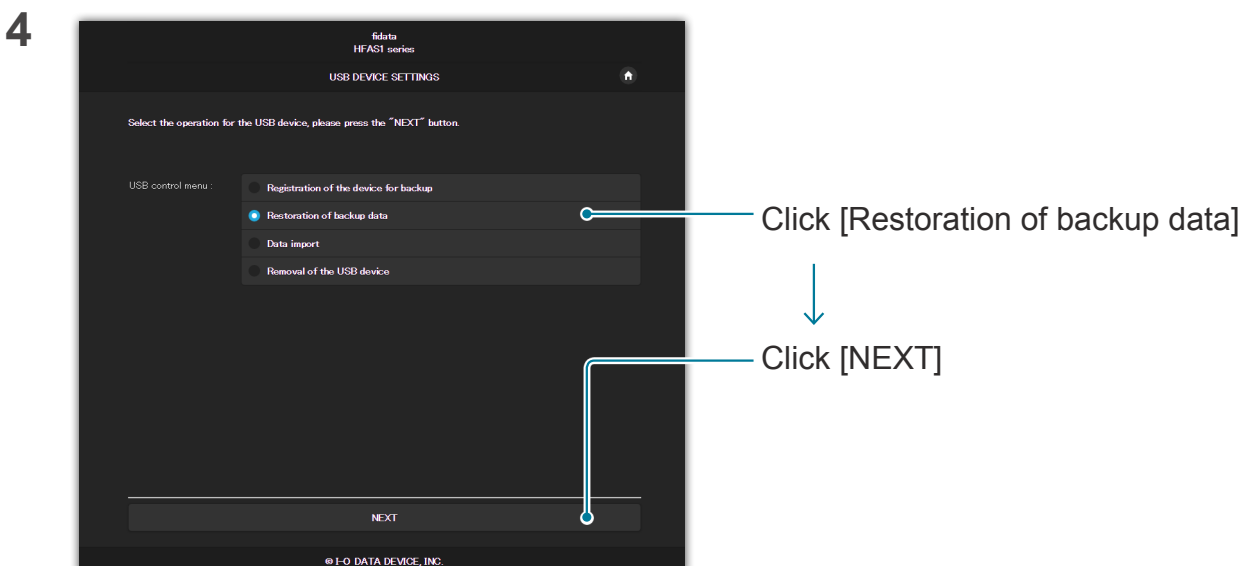 4
fidata
HFAS1 series
USB DEVICE SETTINGS
Select the operation for the USB device, please press the "NEXT" button.
USB control menu :
Registration of the device for backup
Restoration of backup data
Data import
Removal of the USB device
Click [Restoration of backup data]
Click [NEXT]
NEXT
© I-O DATA DEVICE, INC.